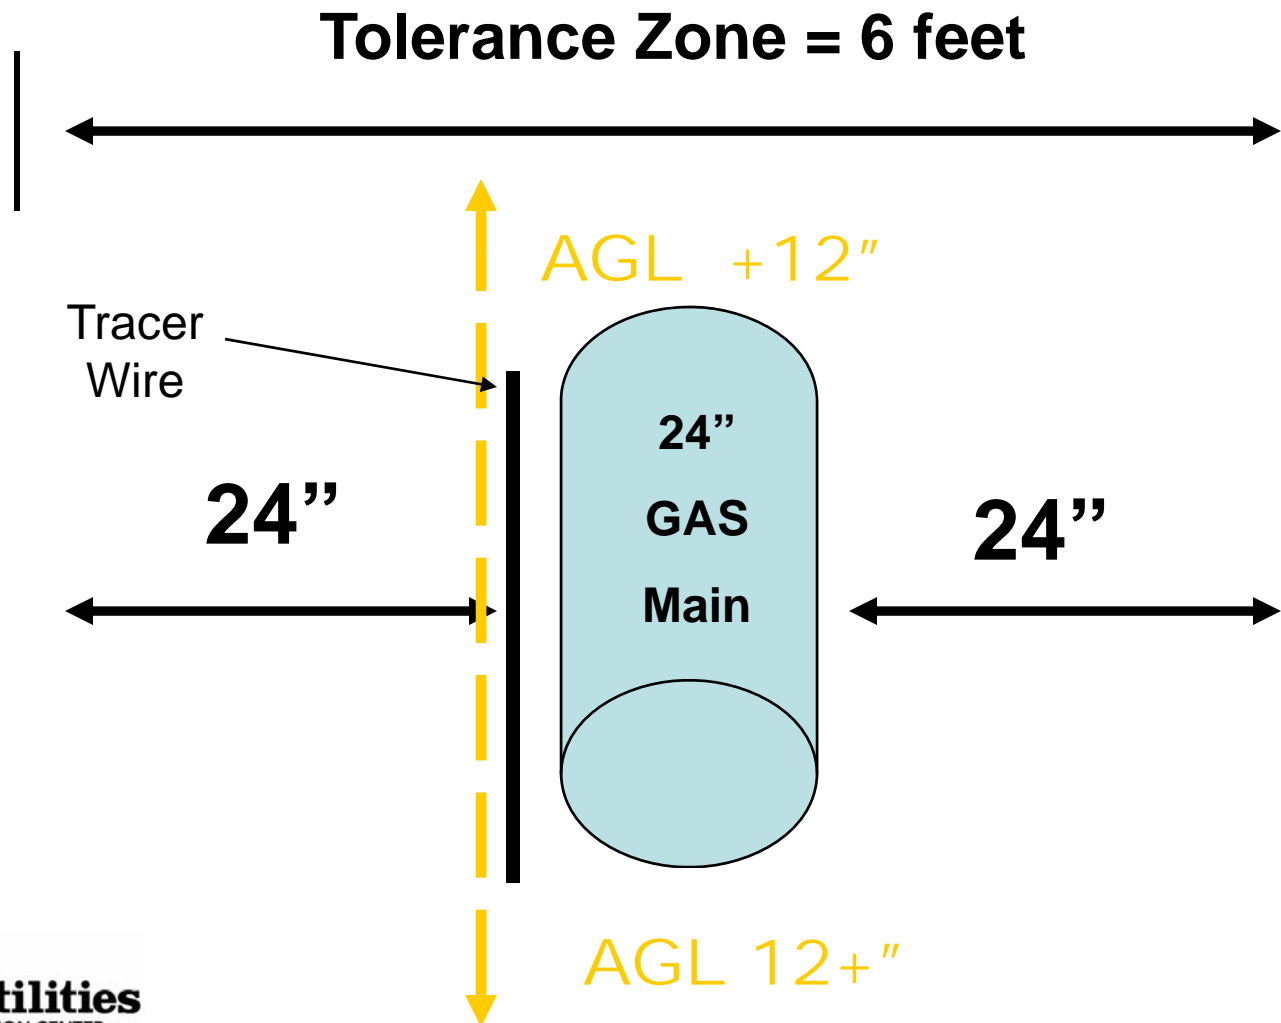 Tolerance Zone = 6 feet
AGL +12"
Tracer
Wire
24”
GAS
Main
24”
24”
AGL 12+"
tilities